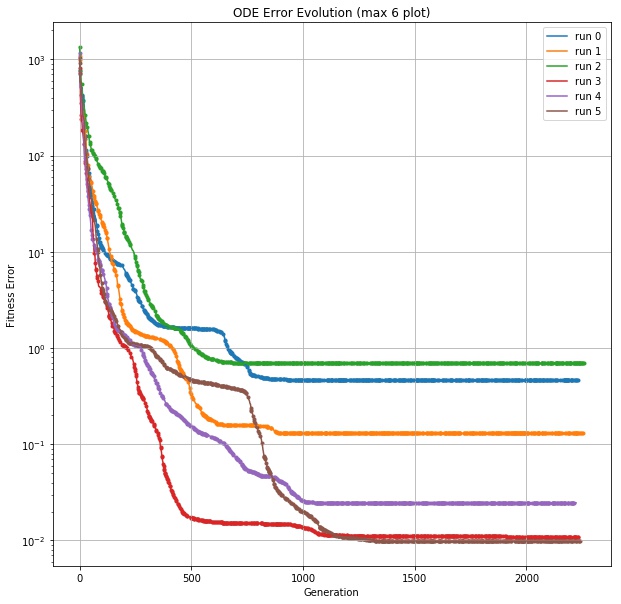 ODE Error Evolution (max 6 plot)
run 0
run 1
run 2
run 3
run 4
run 5
Fitness Error
10³
10²
10¹
10⁰
10⁻¹
10⁻²
0 500 1000 1500 2000
Generation